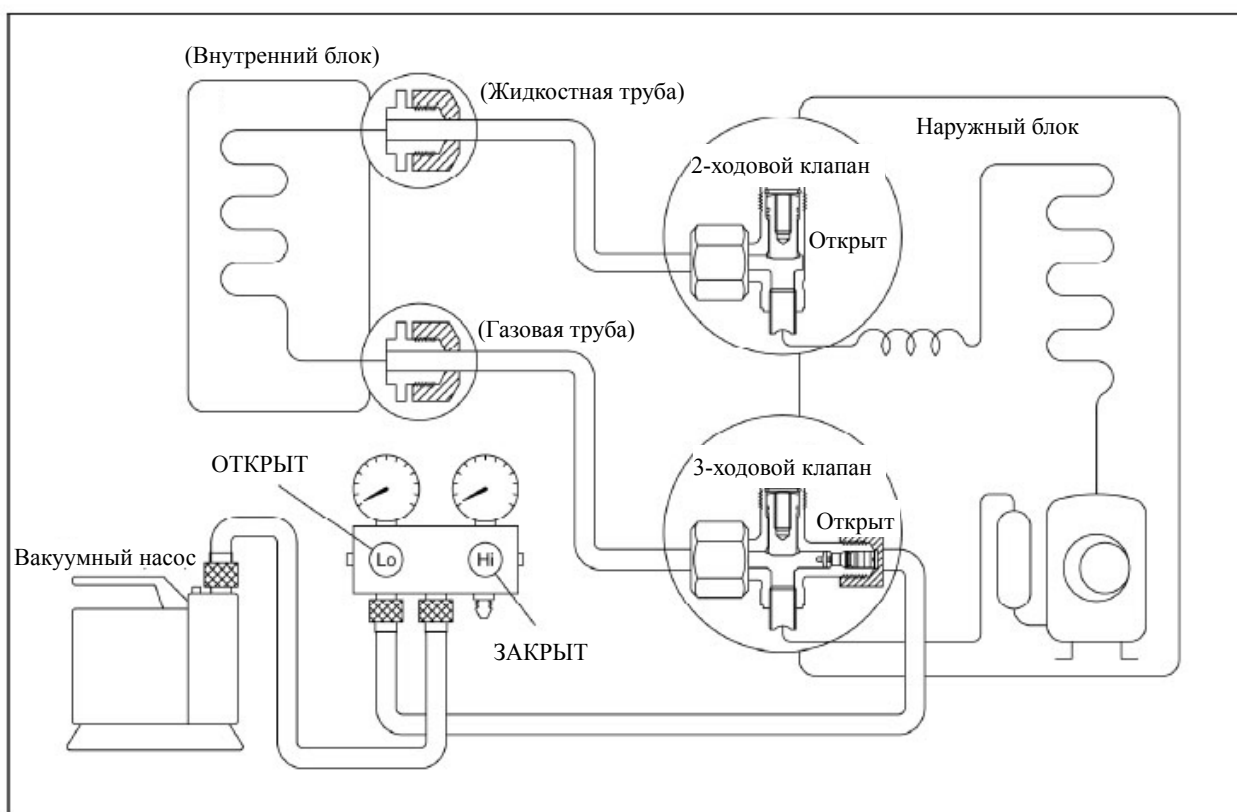 (Внутренний блок)
(Жидкостная труба)
Наружный блок
2-ходовой клапан
Открыт
(Газовая труба)
3-ходовой клапан
Открыт
ОТКРЫТ
Вакуумный насос
Lo
Hi
ЗАКРЫТ